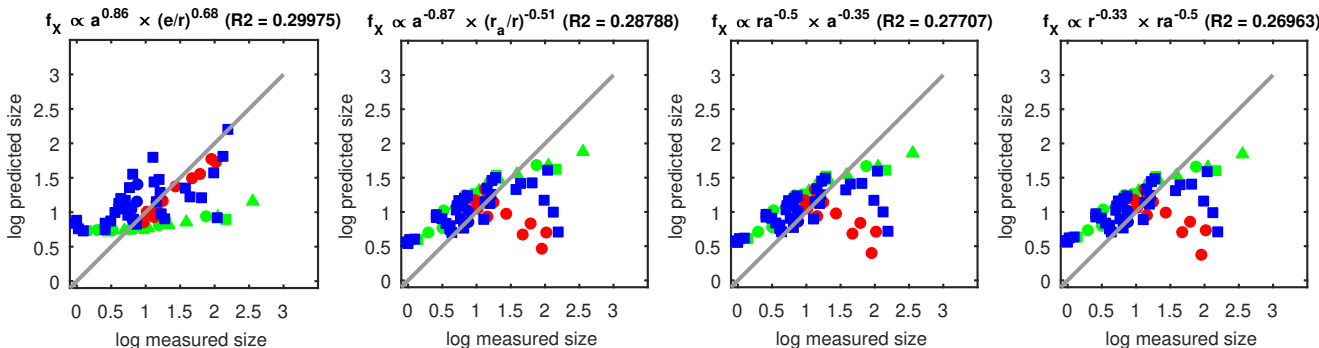 f_x ∝ a^0.86 × (e/r)^0.68 (R2 = 0.29975)
log predicted size
3
2.5
2
1.5
1
0.5
0
0 0.5 1 1.5 2 2.5 3
log measured size
f_x ∝ a^-0.87 × (r_a/r)^-0.51 (R2 = 0.28788)
log predicted size
3
2.5
2
1.5
1
0.5
0
0 0.5 1 1.5 2 2.5 3
log measured size
f_x ∝ ra^-0.5 × a^-0.35 (R2 = 0.27707)
log predicted size
3
2.5
2
1.5
1
0.5
0
0 0.5 1 1.5 2 2.5 3
log measured size
f_x ∝ r^-0.33 × ra^-0.5 (R2 = 0.26963)
log predicted size
3
2.5
2
1.5
1
0.5
0
0 0.5 1 1.5 2 2.5 3
log measured size